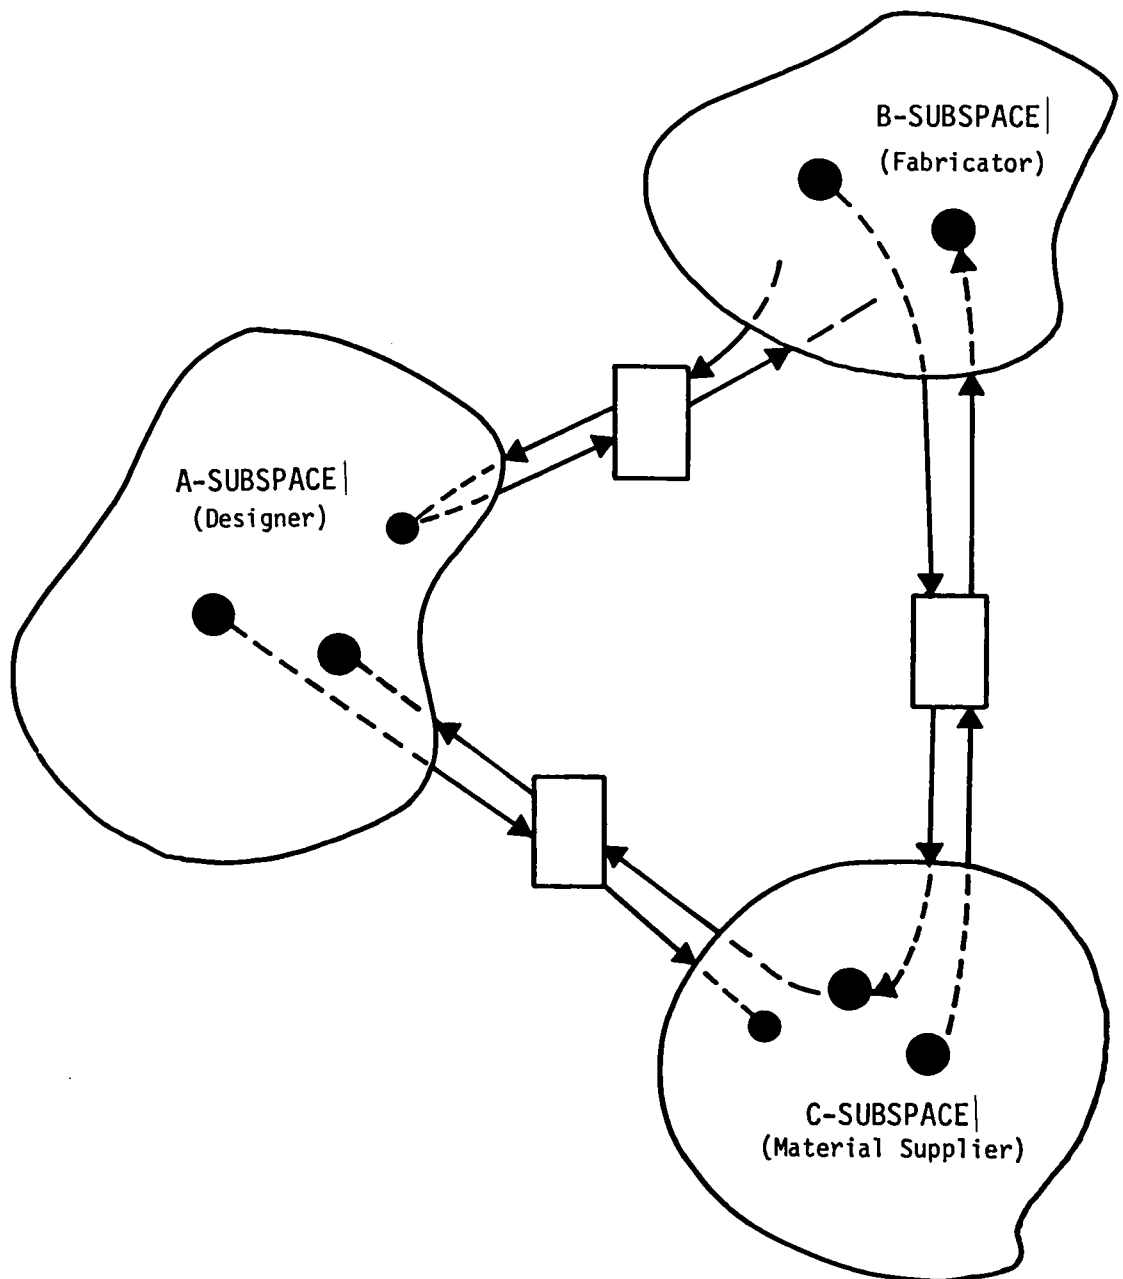 B-SUBSPACE|
(Fabricator)
A-SUBSPACE|
(Designer)
C-SUBSPACE|
(Material Supplier)